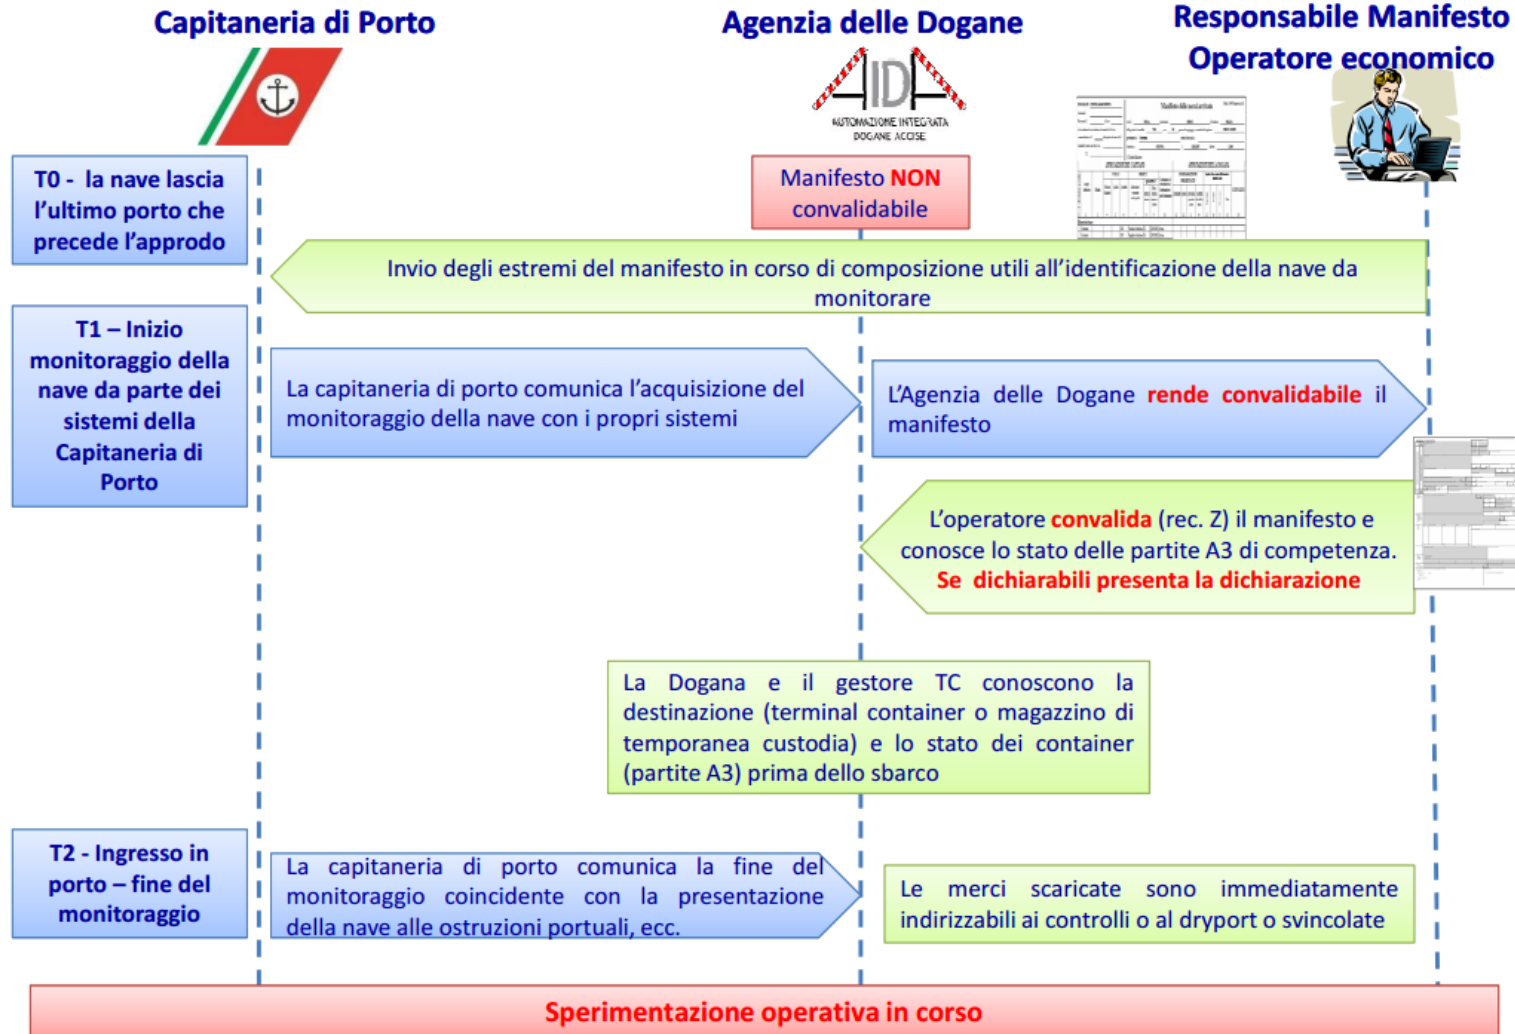 Capitaneria di Porto
Agenzia delle Dogane
Responsabile Manifesto
Operatore economico
AIDA
AUTOMAZIONE INTEGRATA
DOGANE ACCISE
T0 - la nave lascia
l'ultimo porto che
precede l'approdo
Manifesto NON
convalidabile
Invio degli estremi del manifesto in corso di composizione utili all'identificazione della nave da
monitorare
T1 – Inizio
monitoraggio della
nave da parte dei
sistemi della
Capitaneria di
Porto
La capitaneria di porto comunica l'acquisizione del
monitoraggio della nave con i propri sistemi
L'Agenzia delle Dogane rende convalidabile il
manifesto
L'operatore convalida (rec. Z) il manifesto e
conosce lo stato delle partite A3 di competenza.
Se dichiarabili presenta la dichiarazione
La Dogana e il gestore TC conoscono la
destinazione (terminal container o magazzino di
temporanea custodia) e lo stato dei container
(partite A3) prima dello sbarco
T2 - Ingresso in
porto – fine del
monitoraggio
La capitaneria di porto comunica la fine del
monitoraggio coincidente con la presentazione
della nave alle ostruzioni portuali, ecc.
Le merci scaricate sono immediatamente
indirizzabili ai controlli o al dryport o svincolate
Sperimentazione operativa in corso